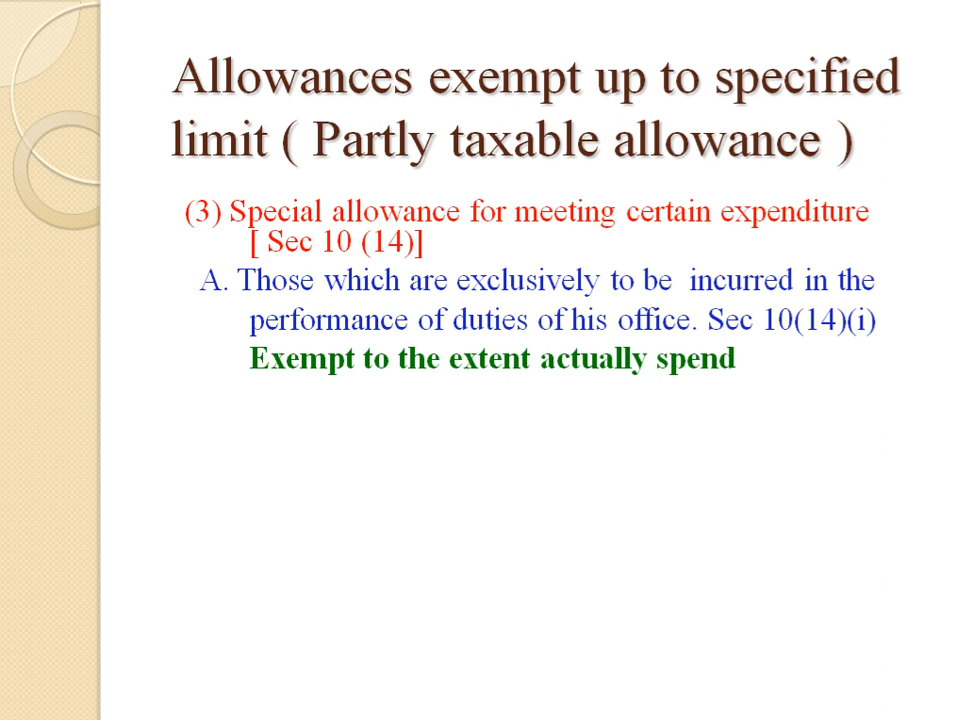 Allowances exempt up to specified
limit ( Partly taxable allowance )
(3) Special allowance for meeting certain expenditure
[ Sec 10 (14)]
A. Those which are exclusively to be incurred in the
performance of duties of his office. Sec 10(14)(i)
Exempt to the extent actually spend